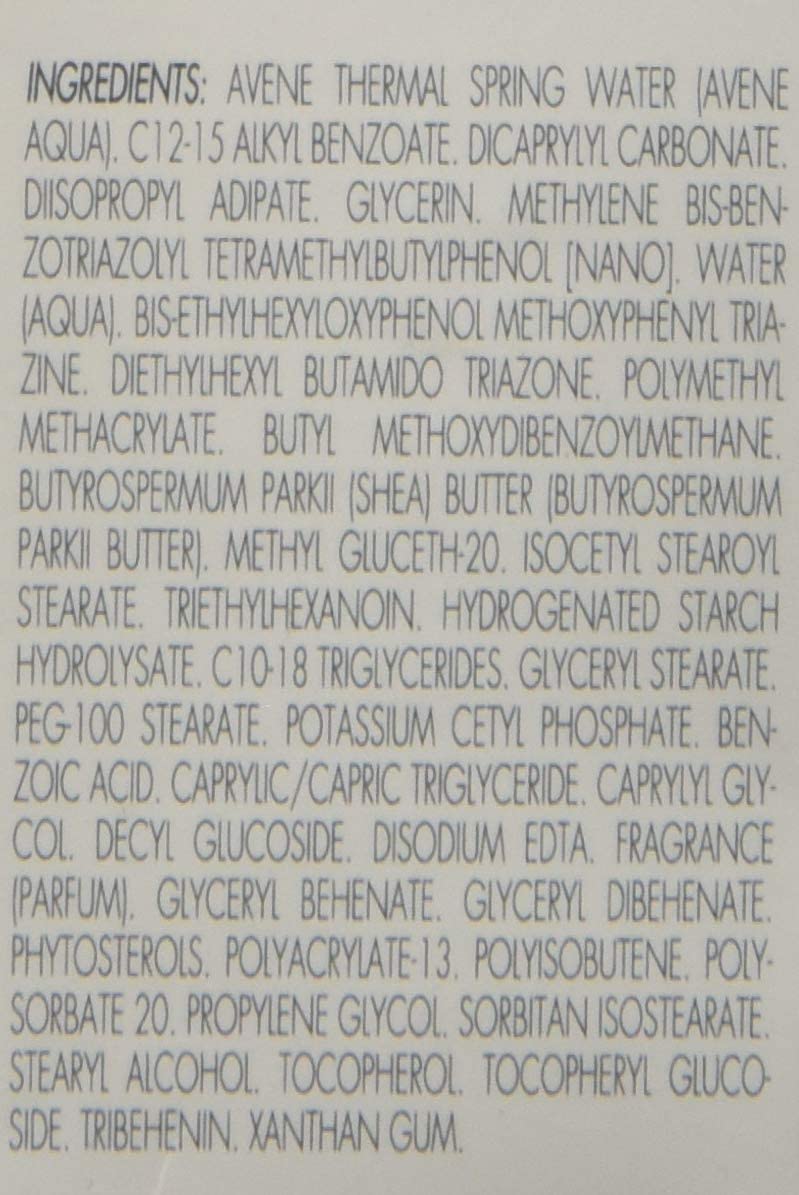 INGREDIENTS: AVENE THERMAL SPRING WATER (AVENE
AQUA). C12-15 ALKYL BENZOATE. DICAPRYLYL CARBONATE.
DIISOPROPYL ADIPATE. GLYCERIN. METHYLENE BIS-BEN-
ZOTRIAZOLYL TETRAMETHYLBUTYLPHENOL [NANO]. WATER
(AQUA). BIS-ETHYLHEXYLOXYPHENOL METHOXYPHENYL TRIA-
ZINE. DIETHYLHEXYL BUTAMIDO TRIAZONE. POLYMETHYL
METHACRYLATE. BUTYL METHOXYDIBENZOYLMETHANE.
BUTYROSPERMUM PARKII (SHEA) BUTTER (BUTYROSPERMUM
PARKII BUTTER). METHYL GLUCETH-20. ISOCETYL STEAROYL
STEARATE. TRIETHYLHEXANOIN. HYDROGENATED STARCH
HYDROLYSATE. C10-18 TRIGLYCERIDES. GLYCERYL STEARATE.
PEG-100 STEARATE. POTASSIUM CETYL PHOSPHATE. BEN-
ZOIC ACID. CAPRYLIC/CAPRIC TRIGLYCERIDE. CAPRYLYL GLY-
COL. DECYL GLUCOSIDE. DISODIUM EDTA. FRAGRANCE
(PARFUM). GLYCERYL BEHENATE. GLYCERYL DIBEHENATE.
PHYTOSTEROLS. POLYACRYLATE-13. POLYISOBUTENE. POLY-
SORBATE 20. PROPYLENE GLYCOL. SORBITAN ISOSTEARATE.
STEARYL ALCOHOL. TOCOPHEROL. TOCOPHERYL GLUCO-
SIDE. TRIBEHENIN. XANTHAN GUM.